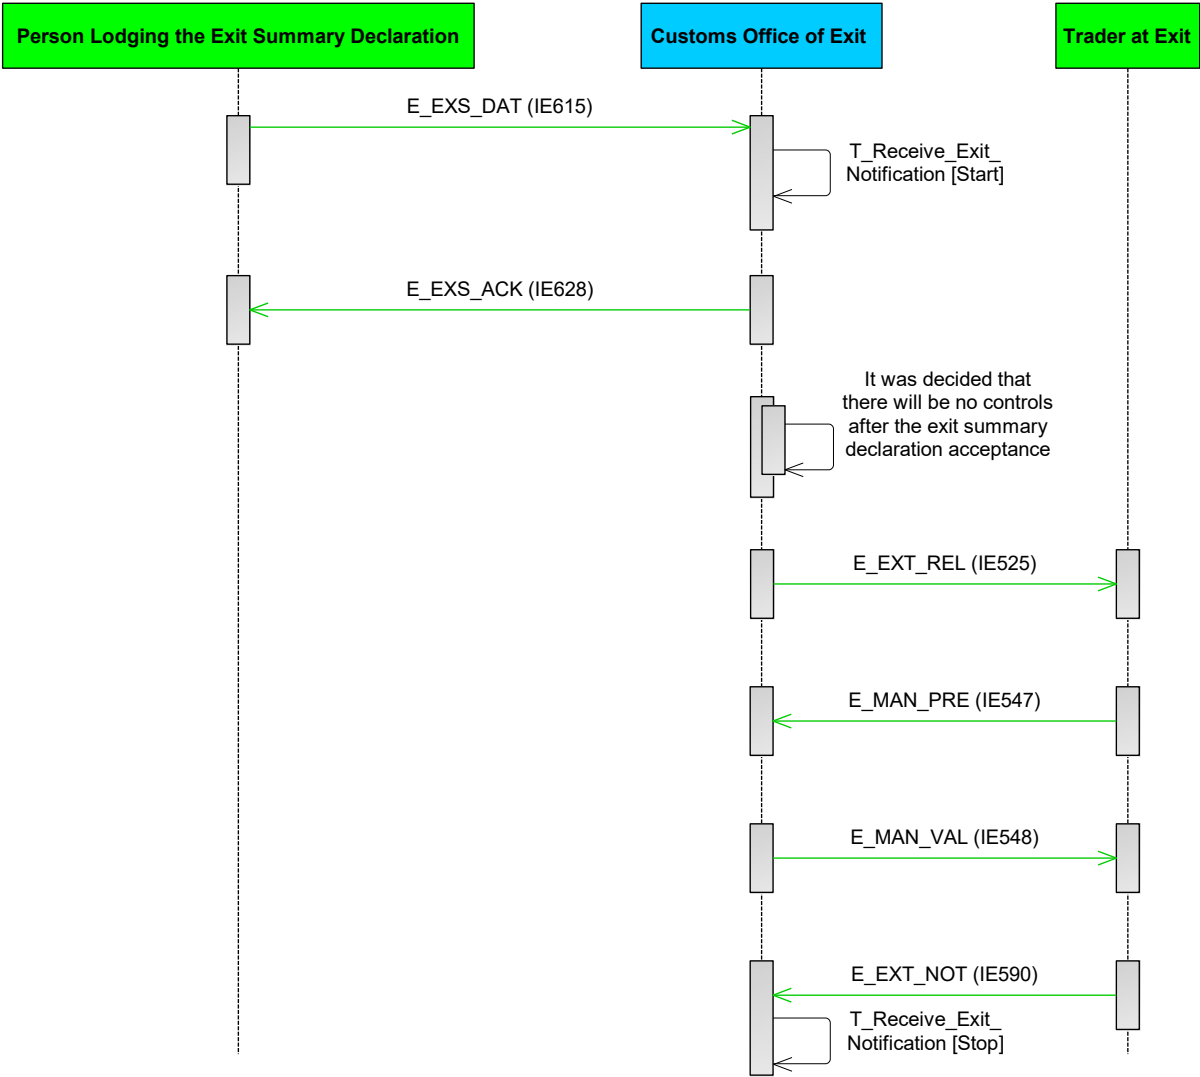 Person Lodging the Exit Summary Declaration
Customs Office of Exit
Trader at Exit
E_EXS_DAT (IE615)
T_Receive_Exit_
Notification [Start]
E_EXS_ACK (IE628)
It was decided that
there will be no controls
after the exit summary
declaration acceptance
E_EXT_REL (IE525)
E_MAN_PRE (IE547)
E_MAN_VAL (IE548)
E_EXT_NOT (IE590)
T_Receive_Exit_
Notification [Stop]